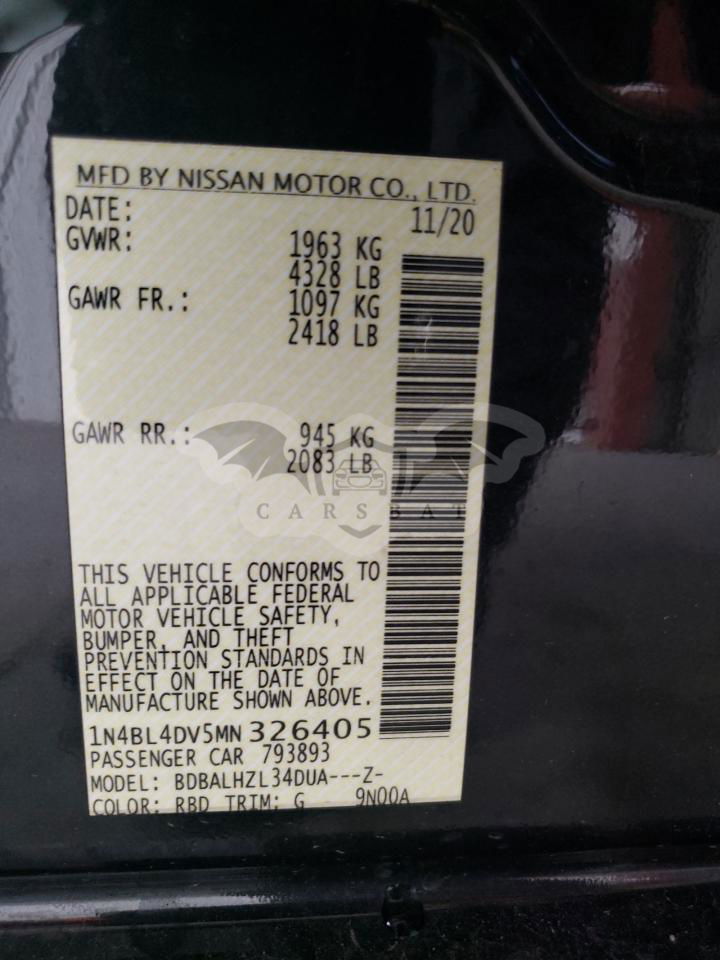 MFD BY NISSAN MOTOR CO., LTD.
DATE: 11/20
GVWR: 1963 KG
4328 LB
GAWR FR.: 1097 KG
2418 LB
GAWR RR.: 945 KG
2083 LB
CARSBAT
THIS VEHICLE CONFORMS TO
ALL APPLICABLE FEDERAL
MOTOR VEHICLE SAFETY,
BUMPER, AND THEFT
PREVENTION STANDARDS IN
EFFECT ON THE DATE OF
MANUFACTURE SHOWN ABOVE.
1N4BL4DV5MN 326405
PASSENGER CAR 793893
MODEL: BDBALHZL34DUA---Z-
COLOR: RBD TRIM: G 9N00A